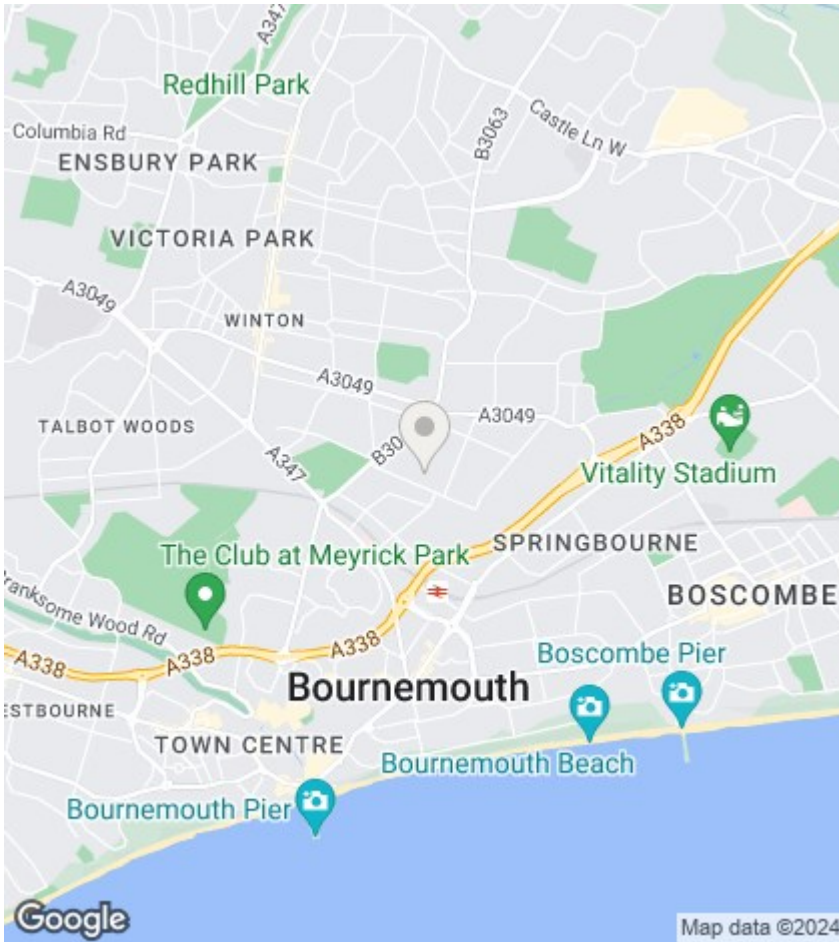 A347
Redhill Park
Columbia Rd
ENSBURY PARK
B3063
Castle Ln W
VICTORIA PARK
A3049
WINTON
A3049
A3049
TALBOT WOODS
A347
B30
A338
Vitality Stadium
SPRINGBOURNE
The Club at Meyrick Park
BOSCOMBE
ranksome Wood Rd
A338
A338
A338
Boscombe Pier
Bournemouth
ESTBOURNE
TOWN CENTRE
Bournemouth Beach
Bournemouth Pier
Google
Map data ©2024